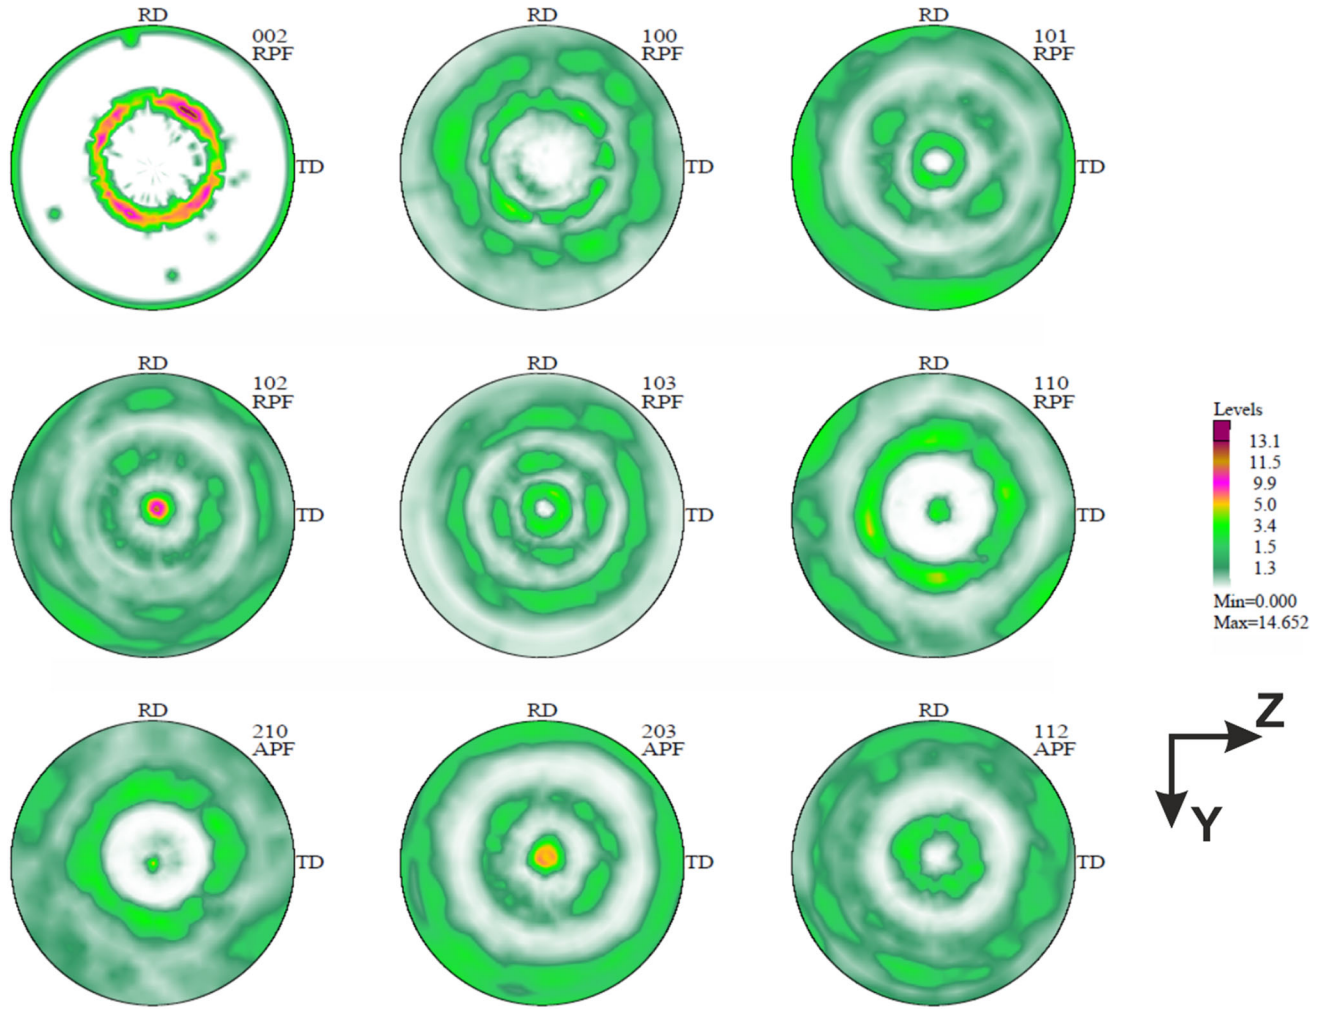 RD
002
RPF
TD
RD
100
RPF
TD
RD
101
RPF
TD
RD
102
RPF
TD
RD
103
RPF
TD
RD
110
RPF
TD
Levels
13.1
11.5
9.9
5.0
3.4
1.5
1.3
Min=0.000
Max=14.652
RD
210
APF
TD
RD
203
APF
TD
RD
112
APF
TD
Z
Y